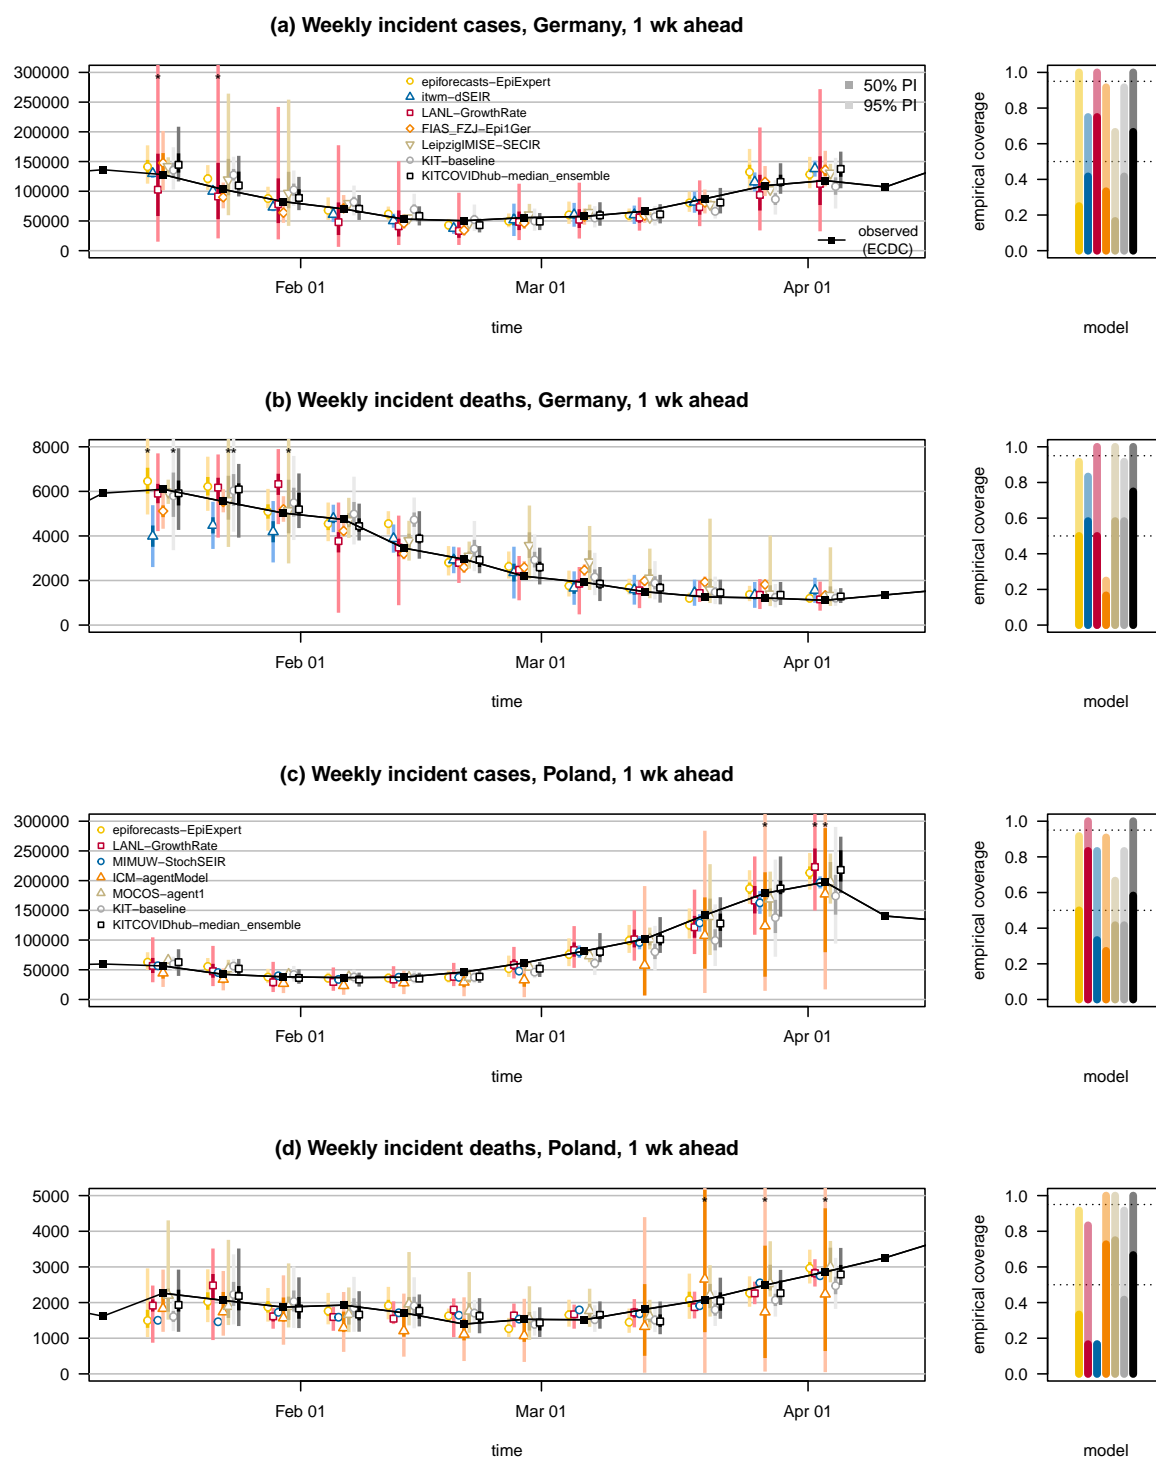 (a) Weekly incident cases, Germany, 1 wk ahead
300000
250000
200000
150000
100000
50000
0
* *
epiforecasts−EpiExpert
itwm−dSEIR
LANL−GrowthRate
FIAS_FZJ−Epi1Ger
LeipzigIMISE−SECIR
KIT−baseline
KITCOVIDhub−median_ensemble
50% PI
95% PI
observed
(ECDC)
Feb 01
Mar 01
Apr 01
time
empirical coverage
1.0
0.8
0.6
0.4
0.2
0.0
model
(b) Weekly incident deaths, Germany, 1 wk ahead
8000
6000
4000
2000
0
* * ** *
Feb 01
Mar 01
Apr 01
time
empirical coverage
1.0
0.8
0.6
0.4
0.2
0.0
model
(c) Weekly incident cases, Poland, 1 wk ahead
300000
250000
200000
150000
100000
50000
0
epiforecasts−EpiExpert
LANL−GrowthRate
MIMUW−StochSEIR
ICM−agentModel
MOCOS−agent1
KIT−baseline
KITCOVIDhub−median_ensemble
* * *
Feb 01
Mar 01
Apr 01
time
empirical coverage
1.0
0.8
0.6
0.4
0.2
0.0
model
(d) Weekly incident deaths, Poland, 1 wk ahead
5000
4000
3000
2000
1000
0
* * *
Feb 01
Mar 01
Apr 01
time
empirical coverage
1.0
0.8
0.6
0.4
0.2
0.0
model